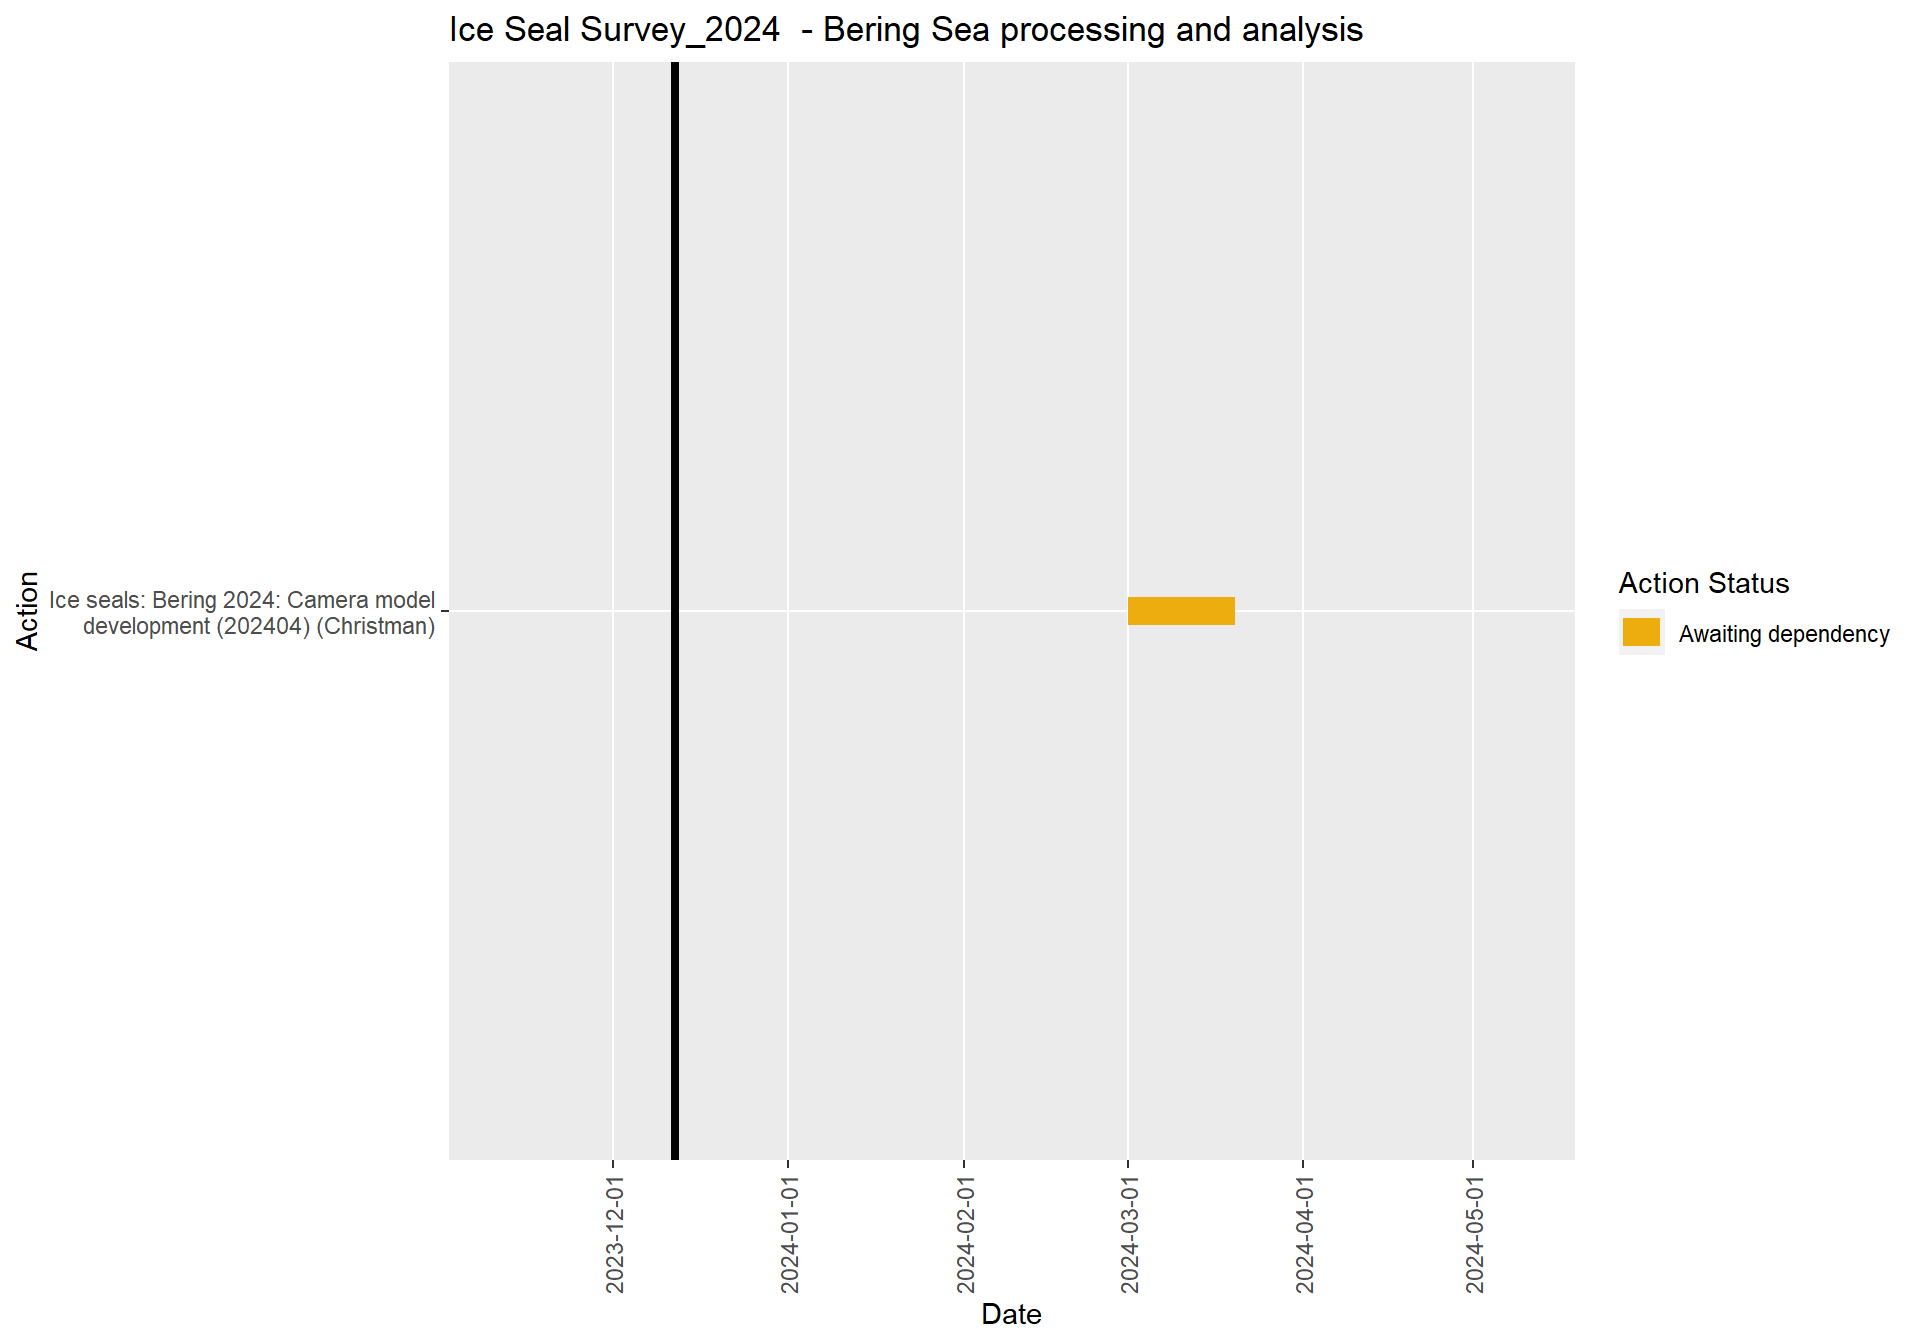 Ice Seal Survey_2024  - Bering Sea processing and analysis
Action
Ice seals: Bering 2024: Camera model
development (202404) (Christman)
Action Status
Awaiting dependency
2023-12-01
2024-01-01
2024-02-01
2024-03-01
2024-04-01
2024-05-01
Date